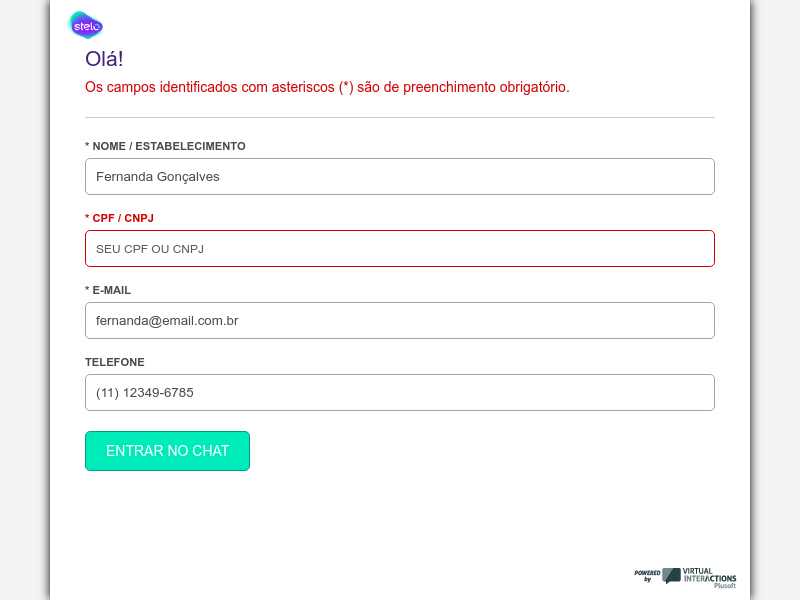 stelo
Olá!
Os campos identificados com asteriscos (*) são de preenchimento obrigatório.
* NOME / ESTABELECIMENTO
Fernanda Gonçalves
* CPF / CNPJ
SEU CPF OU CNPJ
* E-MAIL
fernanda@email.com.br
TELEFONE
(11) 12349-6785
ENTRAR NO CHAT
POWERED by
VIRTUAL
INTERACTIONS
Plusoft